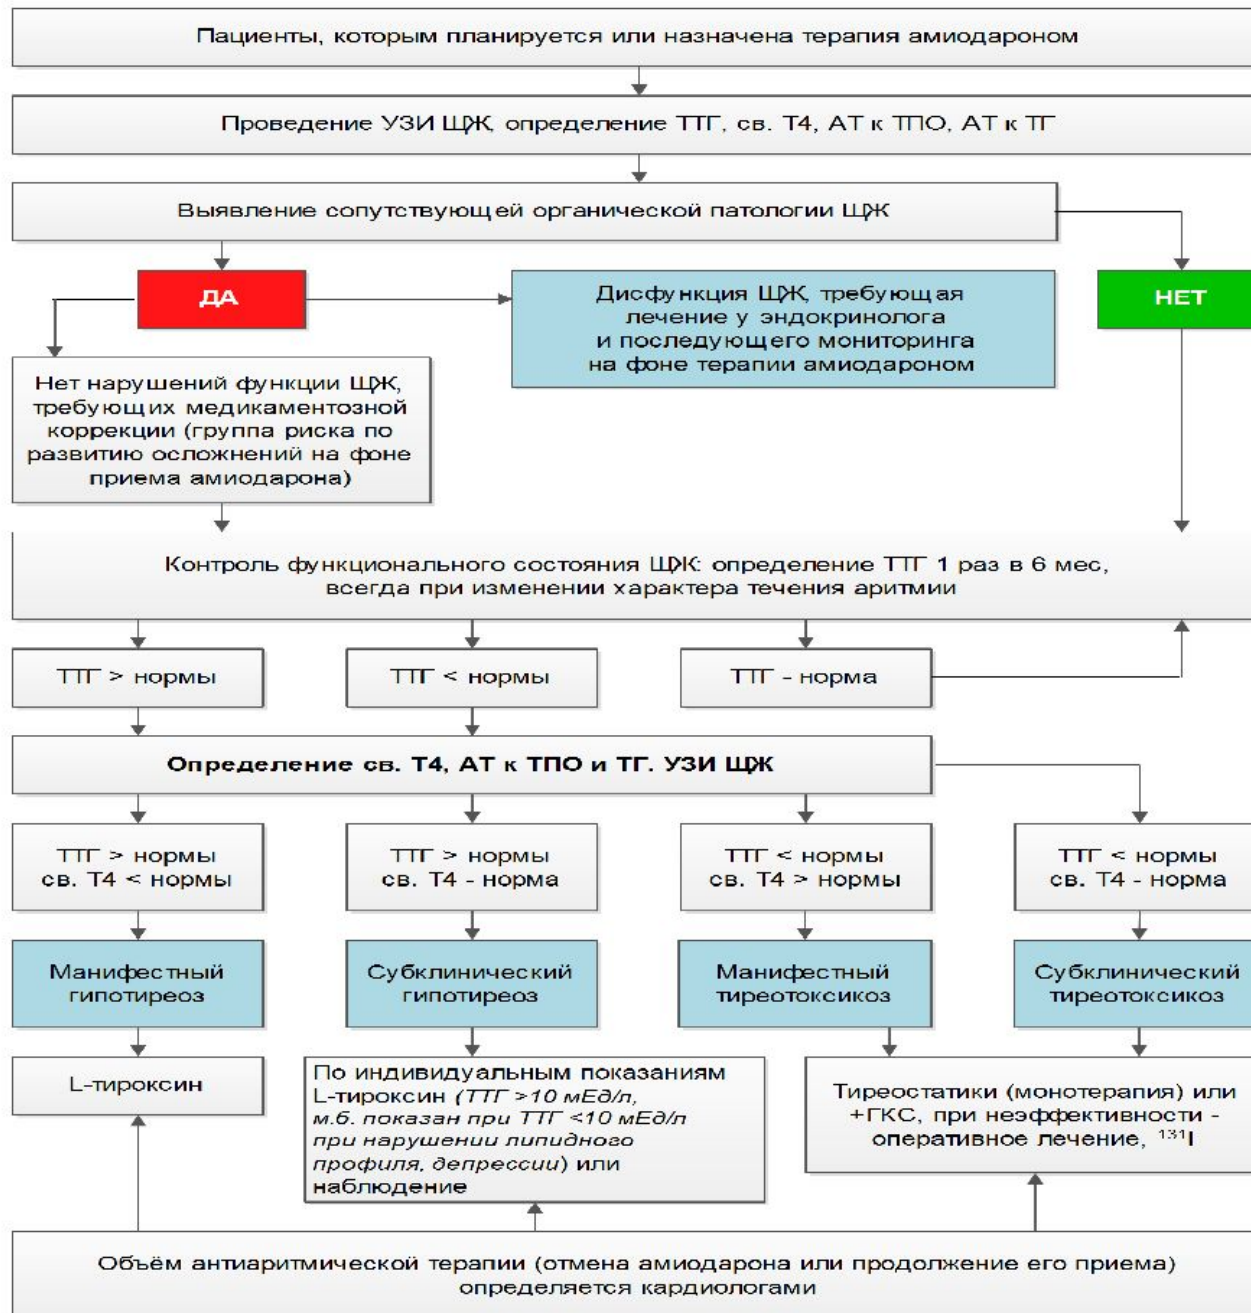 Пациенты, которым планируется или назначена терапия амиодароном
Проведение УЗИ ЩЖ, определение ТТГ, св. Т4, АТ к ТПО, АТ к ТГ
Выявление сопутствующей органической патологии ЩЖ
ДА
Дисфункция ЩЖ, требующая
лечение у эндокринолога
и последующего мониторинга
на фоне терапии амиодароном
НЕТ
Нет нарушений функции ЩЖ,
требующих медикаментозной
коррекции (группа риска по
развитию осложнений на фоне
приема амиодарона)
Контроль функционального состояния ЩЖ: определение ТТГ 1 раз в 6 мес,
всегда при изменении характера течения аритмии
ТТГ > нормы
ТТГ < нормы
ТТГ - норма
Определение св. Т4, АТ к ТПО и ТГ. УЗИ ЩЖ
ТТГ > нормы
св. Т4 < нормы
ТТГ > нормы
св. Т4 - норма
ТТГ < нормы
св. Т4 > нормы
ТТГ < нормы
св. Т4 - норма
Манифестный
гипотиреоз
Субклинический
гипотиреоз
Манифестный
тиреотоксикоз
Субклинический
тиреотоксикоз
L-тироксин
По индивидуальным показаниям
L-тироксин (ТТГ >10 мЕд/л,
м.б. показан при ТТГ <10 мЕд/л
при нарушении липидного
профиля, депрессии) или
наблюдение
Тиреостатики (монотерапия) или
+ГКС, при неэффективности -
оперативное лечение, ¹³¹I
Объём антиаритмической терапии (отмена амиодарона или продолжение его приема)
определяется кардиологами